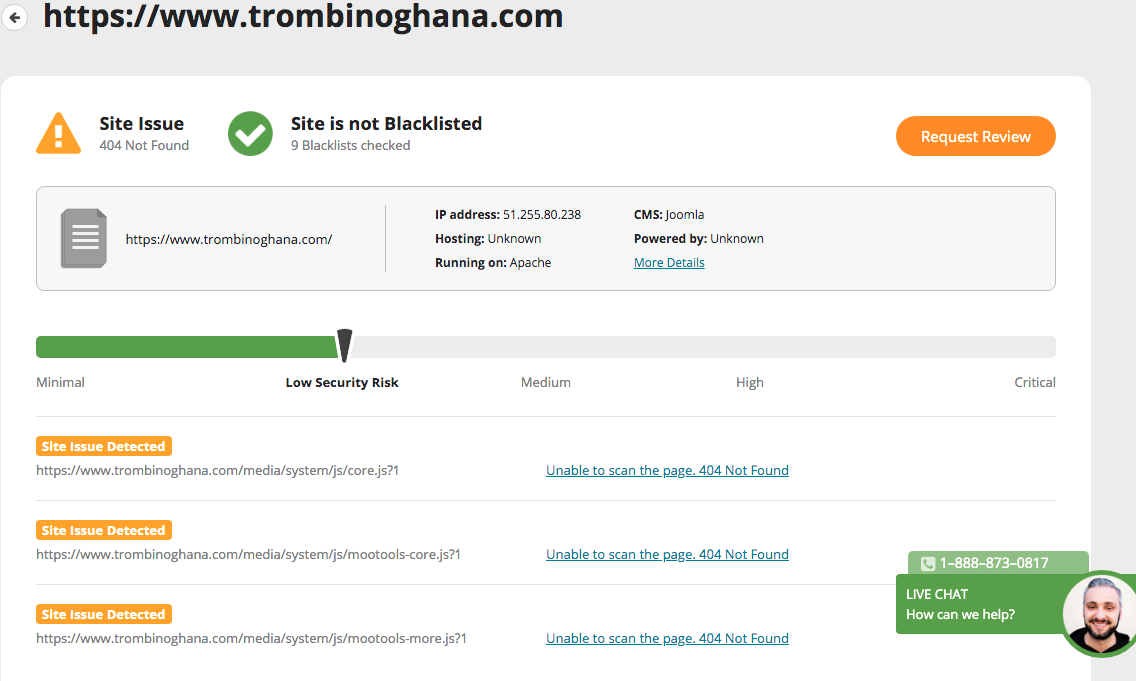 https://www.trombinoghana.com
Site Issue
404 Not Found
Site is not Blacklisted
9 Blacklists checked
Request Review
https://www.trombinoghana.com/
IP address: 51.255.80.238
Hosting: Unknown
Running on: Apache
CMS: Joomla
Powered by: Unknown
More Details
Minimal
Low Security Risk
Medium
High
Critical
Site Issue Detected
https://www.trombinoghana.com/media/system/js/core.js?1
Unable to scan the page. 404 Not Found
Site Issue Detected
https://www.trombinoghana.com/media/system/js/mootools-core.js?1
Unable to scan the page. 404 Not Found
Site Issue Detected
https://www.trombinoghana.com/media/system/js/mootools-more.js?1
Unable to scan the page. 404 Not Found
1–888–873–0817
LIVE CHAT
How can we help?